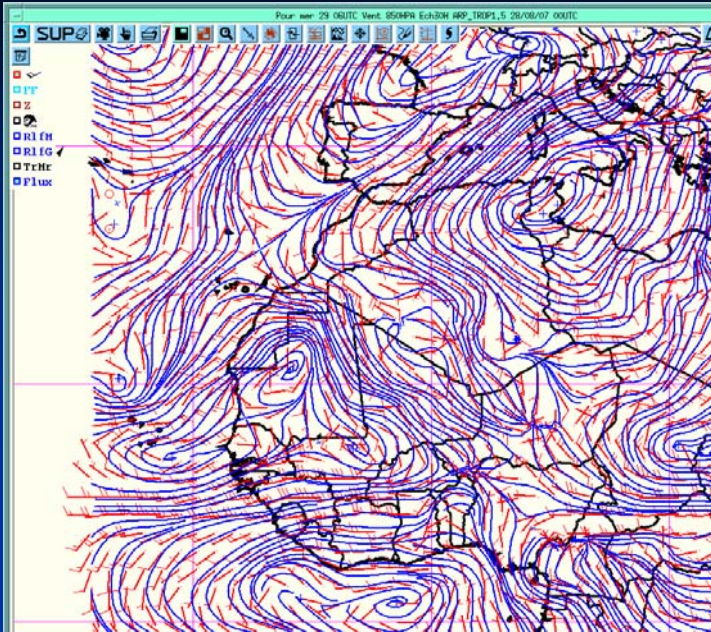 Pour mer 29 06UTC Vent 850HPA Ech30H ARP_TROP1,5 28/08/07 00UTC
SUP
FF
Z
RlfM
RlfG
TrMr
Flux